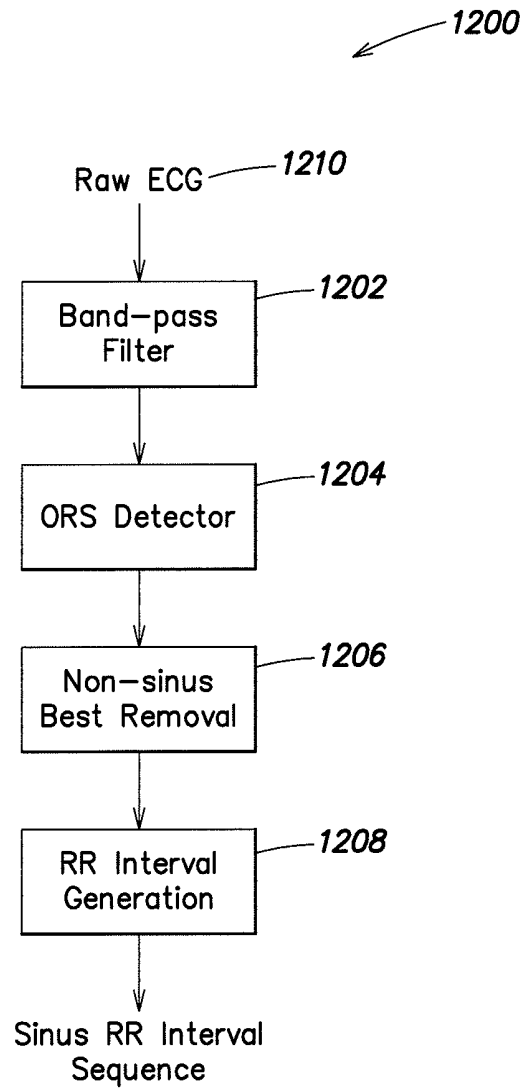 1200
Raw ECG 1210
1202
Band-pass
Filter
1204
ORS Detector
1206
Non-sinus
Best Removal
1208
RR Interval
Generation
Sinus RR Interval
Sequence